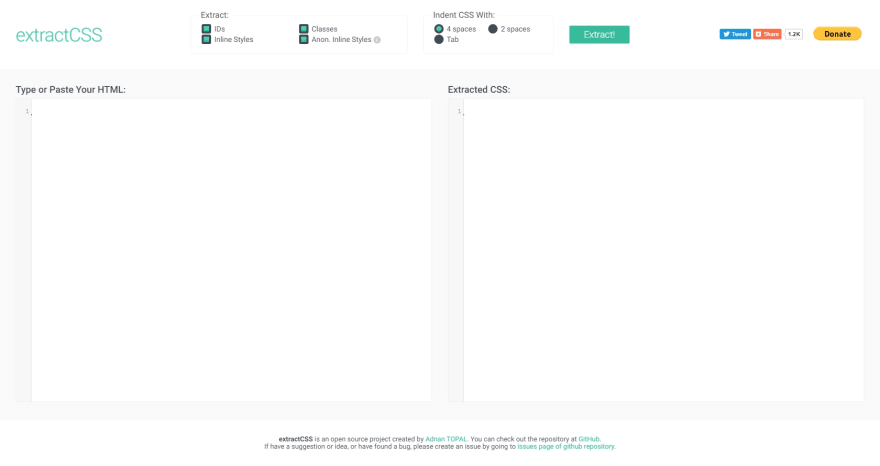 extractCSS
Extract:
IDs
Classes
Inline Styles
Anon. Inline Styles
Indent CSS With:
4 spaces
2 spaces
Tab
Extract!
Tweet
Share
1.2K
Donate
Type or Paste Your HTML:
Extracted CSS:
1
1
extractCSS is an open source project created by Adnan TOPAL. You can check out the repository at GitHub.
If have a suggestion or idea, or have found a bug, please create an issue by going to issues page of github repository.